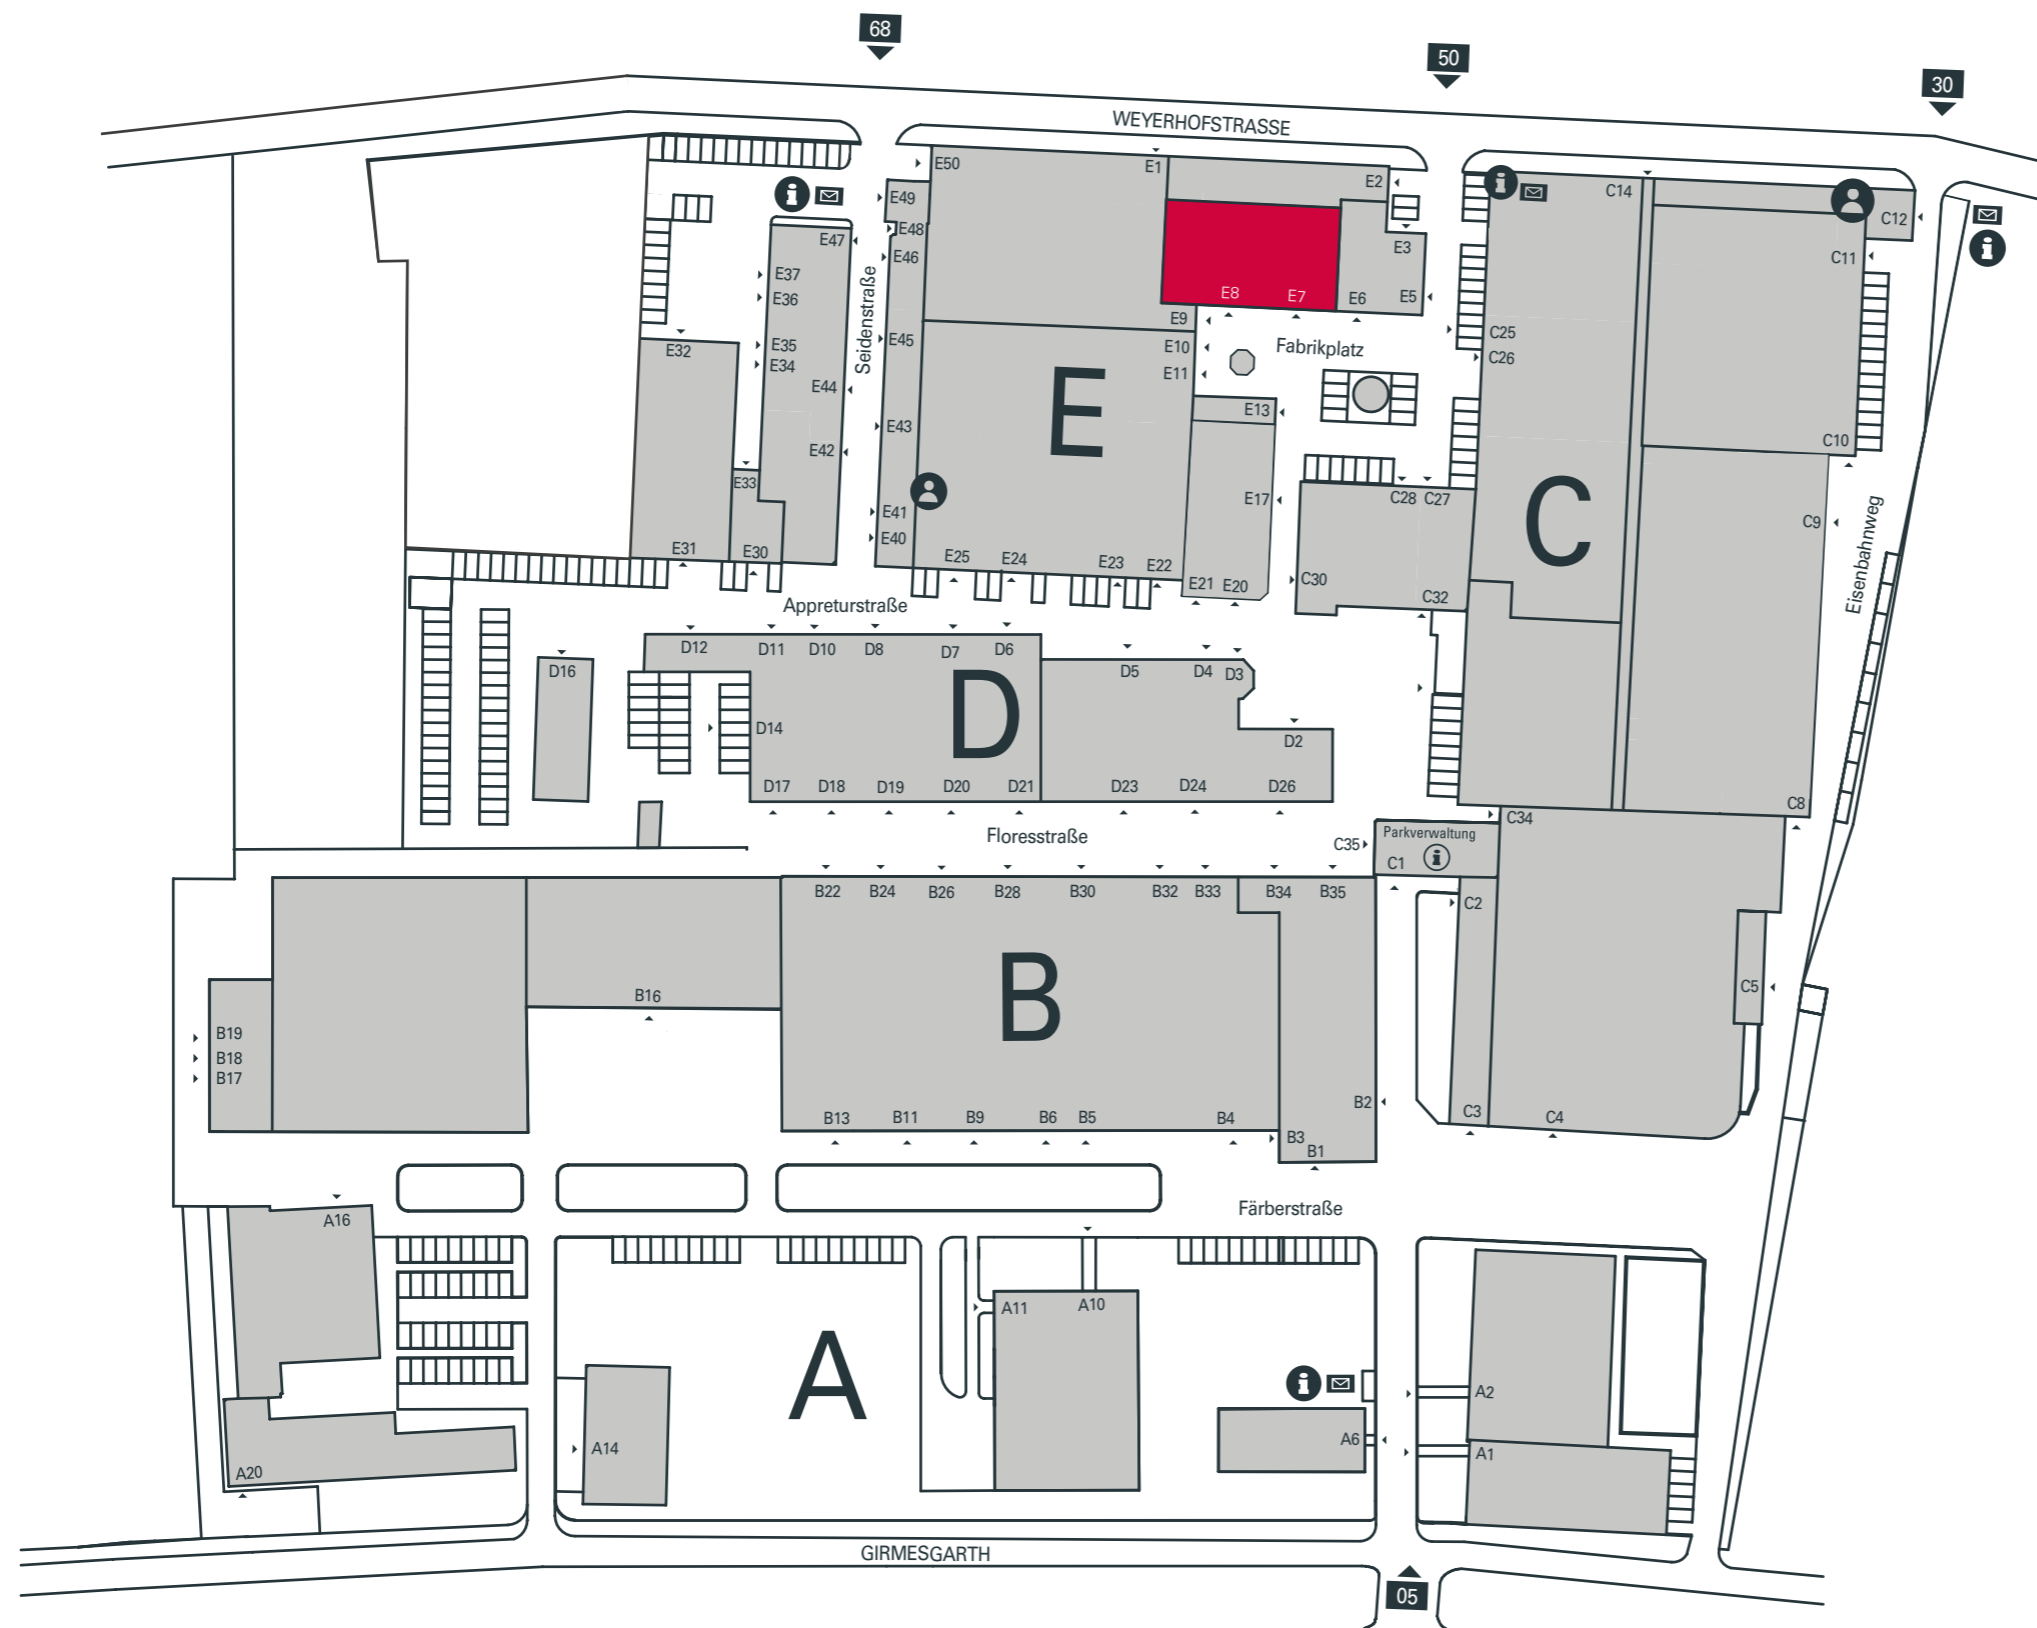 68
50
30
WEYERHOFSTRASSE
E50
E1
E2
C14
E49
C12
E48
E47
E46
E3
C11
E37
E36
E8
E7
E6
E5
Seidenstraße
E9
E45
C25
E35
E32
E10
Fabrikplatz
C26
E34
E11
E44
E
E13
E43
C10
E42
E33
E17
C28
C27
C
E41
C9
E40
Eisenbahnweg
E31
E30
E25
E24
E23
E22
E21
E20
C30
C32
Appreturstraße
D12
D11
D10
D8
D7
D6
D16
D5
D4
D3
D
D14
D2
D17
D18
D19
D20
D21
D23
D24
D26
C8
C34
Floresstraße
C35
Parkverwaltung
C1
B22
B24
B26
B28
B30
B32
B33
B34
B35
C2
B
B16
C5
B19
B18
B17
B13
B11
B9
B6
B5
B4
B2
C3
C4
B3
B1
Färberstraße
A16
A11
A10
A
A2
A14
A6
A1
A20
GIRMESGARTH
05